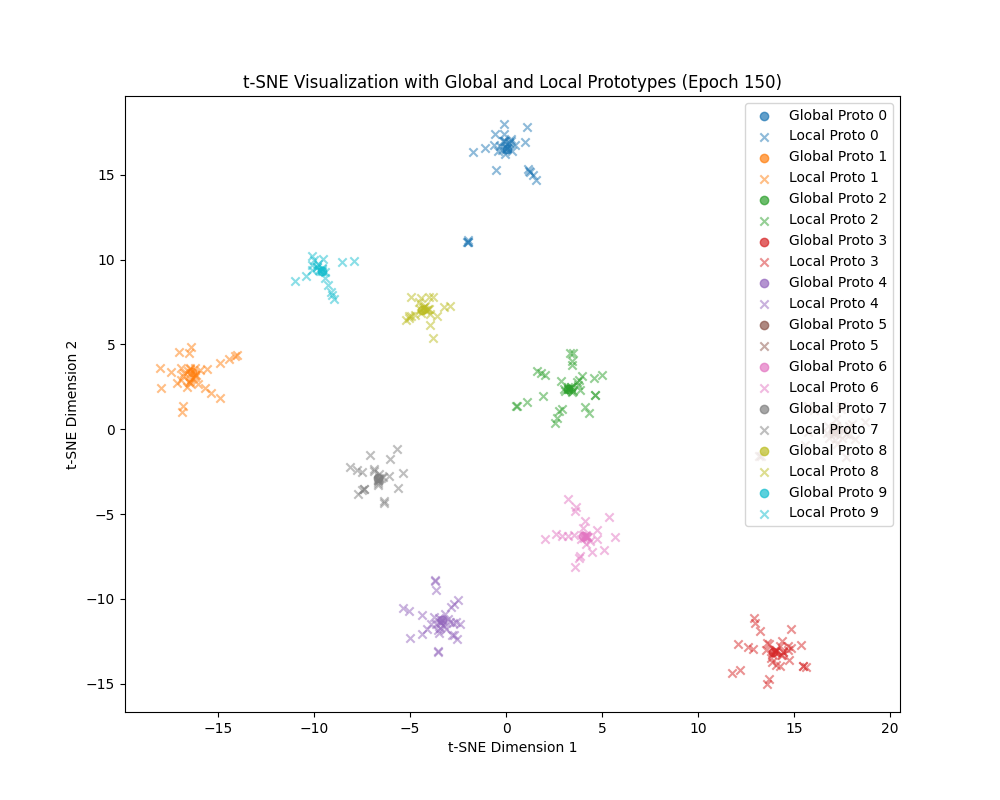 t-SNE Visualization with Global and Local Prototypes (Epoch 150)
t-SNE Dimension 2
15
10
5
0
−5
−10
−15
Global Proto 0
Local Proto 0
Global Proto 1
Local Proto 1
Global Proto 2
Local Proto 2
Global Proto 3
Local Proto 3
Global Proto 4
Local Proto 4
Global Proto 5
Local Proto 5
Global Proto 6
Local Proto 6
Global Proto 7
Local Proto 7
Global Proto 8
Local Proto 8
Global Proto 9
Local Proto 9
−15 −10 −5 0 5 10 15 20
t-SNE Dimension 1